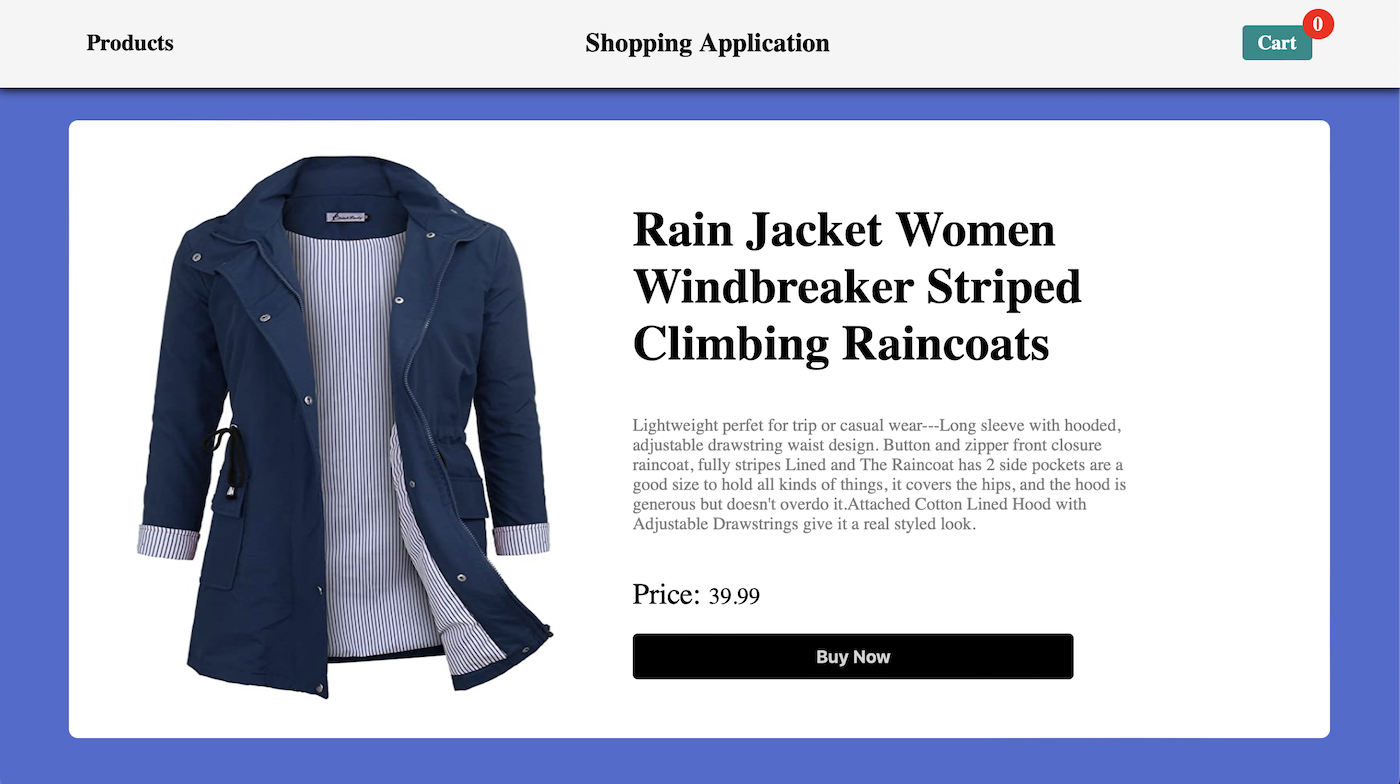 Products
Shopping Application
Cart
0
Rain Jacket Women
Windbreaker Striped
Climbing Raincoats
Lightweight perfet for trip or casual wear---Long sleeve with hooded,
adjustable drawstring waist design. Button and zipper front closure
raincoat, fully stripes Lined and The Raincoat has 2 side pockets are a
good size to hold all kinds of things, it covers the hips, and the hood is
generous but doesn't overdo it.Attached Cotton Lined Hood with
Adjustable Drawstrings give it a real styled look.
Price: 39.99
Buy Now